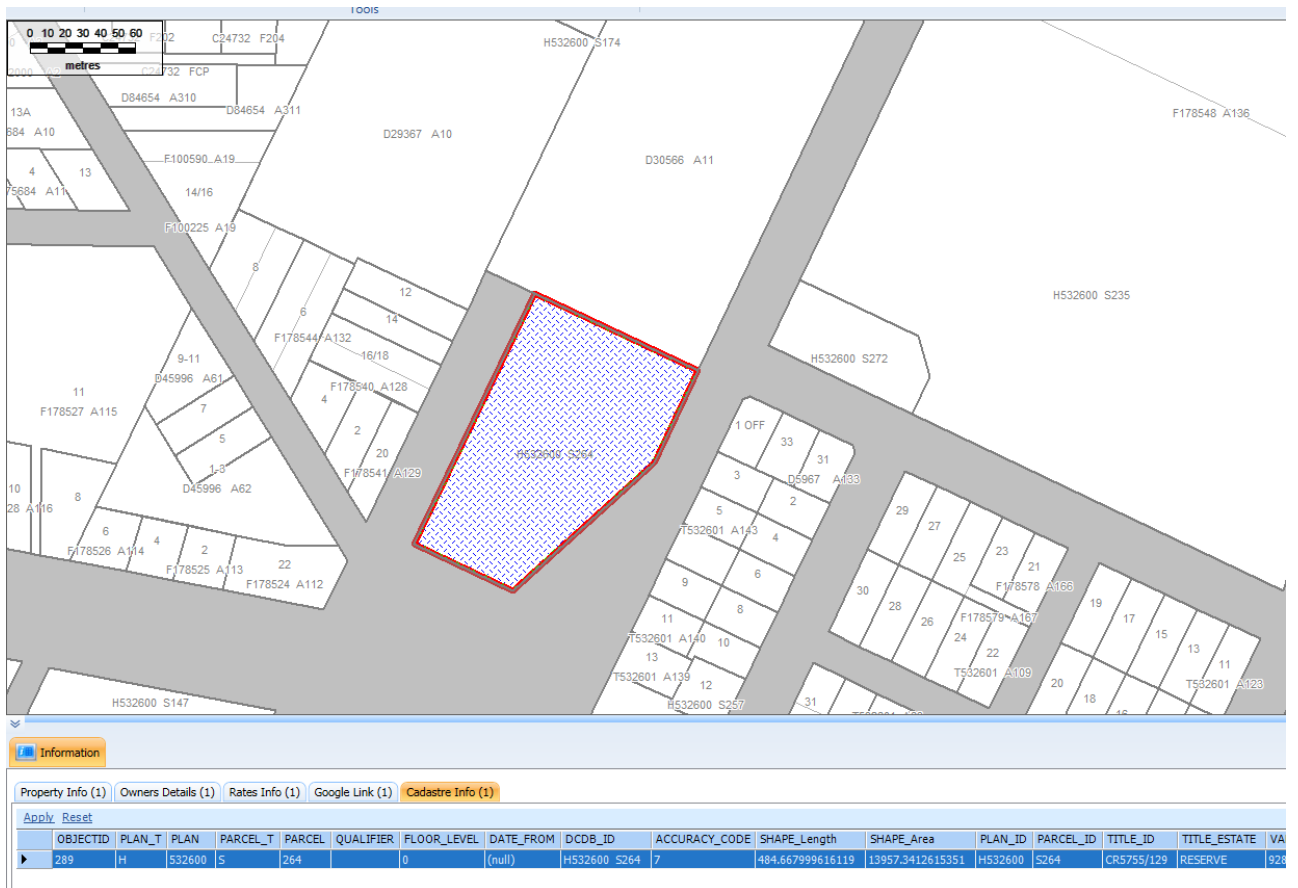 Tools
0 10 20 30 40 50 60
metres
C24732 F204
C24732 FCP
D84654 A310
D84654 A311
13A
684 A10
4
13
75684 A11
F100590 A19
14/16
F100225 A19
H532600 S174
D29367 A10
D30566 A11
F178548 A136
H532600 S235
H532600 S272
8
6
F178544 A132
12
14
16/18
F178540 A128
4
2
20
F178541 A129
9-11
D45996 A61
7
5
1-3
D45996 A62
11
F178527 A115
10
28 A116
8
6
F178526 A114
4
2
F178525 A113
22
F178524 A112
H532600 S264
1 OFF
33
31
D5967 A133
3
2
5
T532601 A143
4
9
6
8
11
T532601 A140
10
13
T532601 A139
12
H532600 S257
29
27
25
23
21
F178578 A166
30
28
26
F178579 A167
24
22
T532601 A109
19
17
15
13
11
T532601 A123
20
18
16
31
H532600 S147
Information
Property Info (1) Owners Details (1) Rates Info (1) Google Link (1) Cadastre Info (1)
Apply Reset
OBJECTID PLAN_T PLAN PARCEL_T PARCEL QUALIFIER FLOOR_LEVEL DATE_FROM DCDB_ID ACCURACY_CODE SHAPE_Length SHAPE_Area PLAN_ID PARCEL_ID TITLE_ID TITLE_ESTATE VA
289 H 532600 S 264 0 (null) H532600 S264 7 484.667999616119 13957.3412615351 H532600 S264 CR5755/129 RESERVE 928